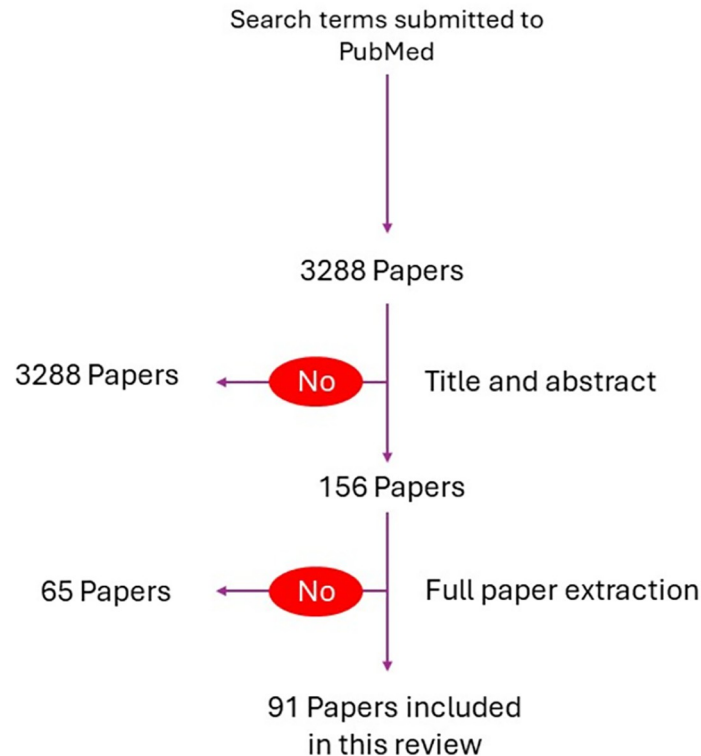 Search terms submitted to
PubMed
3288 Papers
3288 Papers
No
Title and abstract
156 Papers
65 Papers
No
Full paper extraction
91 Papers included
in this review